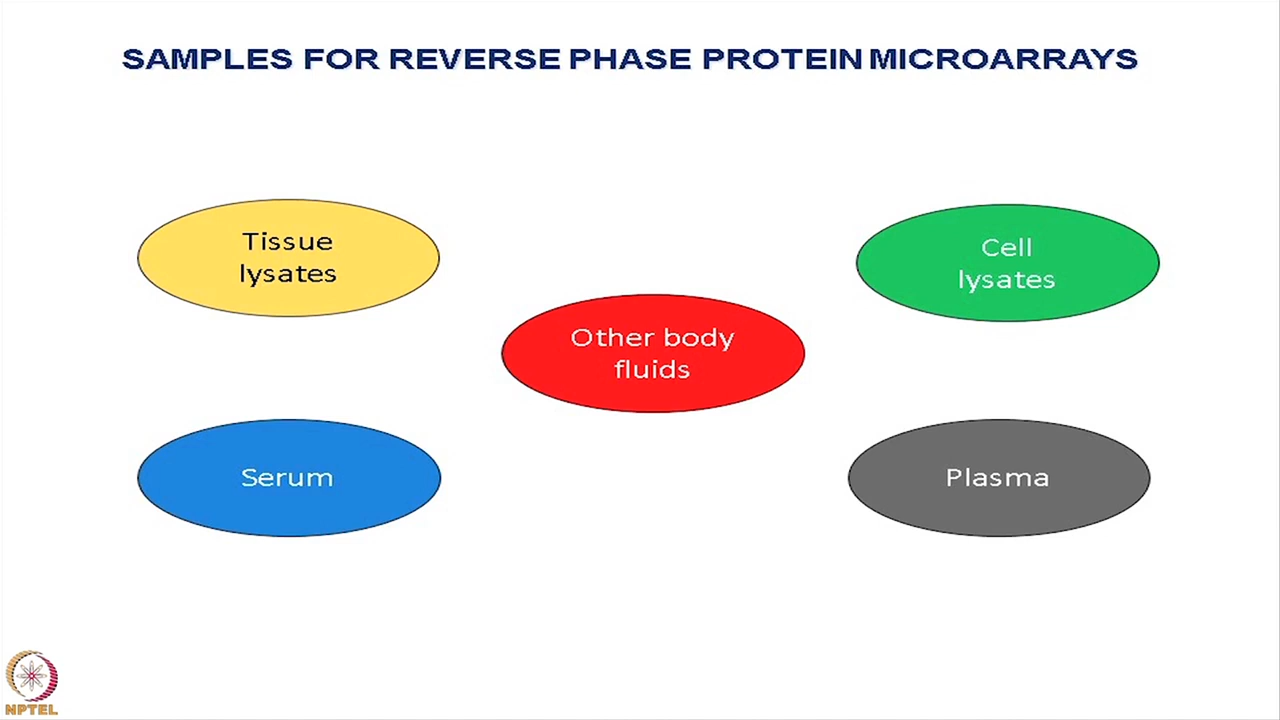 SAMPLES FOR REVERSE PHASE PROTEIN MICROARRAYS
Tissue
lysates
Cell
lysates
Other body
fluids
Serum
Plasma
NPTEL